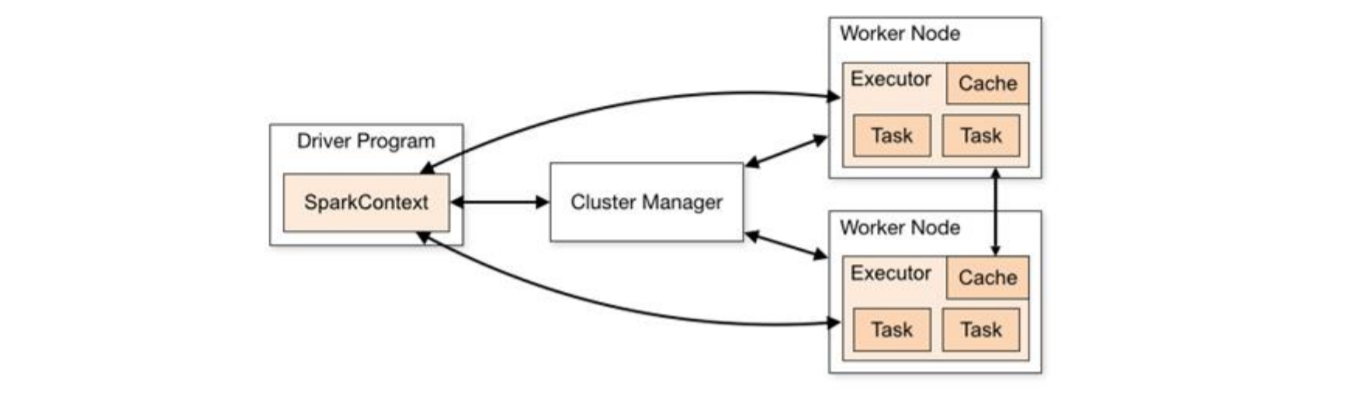 Driver Program
SparkContext
Cluster Manager
Worker Node
Executor
Cache
Task
Task
Worker Node
Executor
Cache
Task
Task